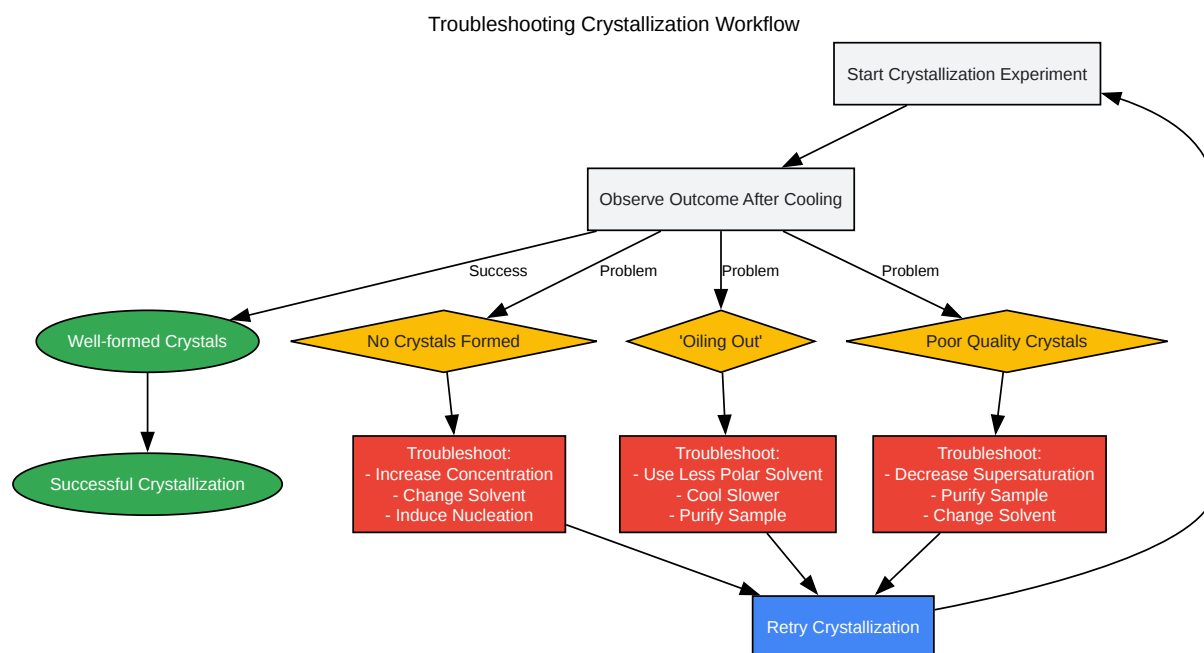 Troubleshooting Crystallization Workflow
Start Crystallization Experiment
Observe Outcome After Cooling
Success
Problem
Problem
Problem
Well-formed Crystals
No Crystals Formed
'Oiling Out'
Poor Quality Crystals
Successful Crystallization
Troubleshoot:
- Increase Concentration
- Change Solvent
- Induce Nucleation
Troubleshoot:
- Use Less Polar Solvent
- Cool Slower
- Purify Sample
Troubleshoot:
- Decrease Supersaturation
- Purify Sample
- Change Solvent
Retry Crystallization